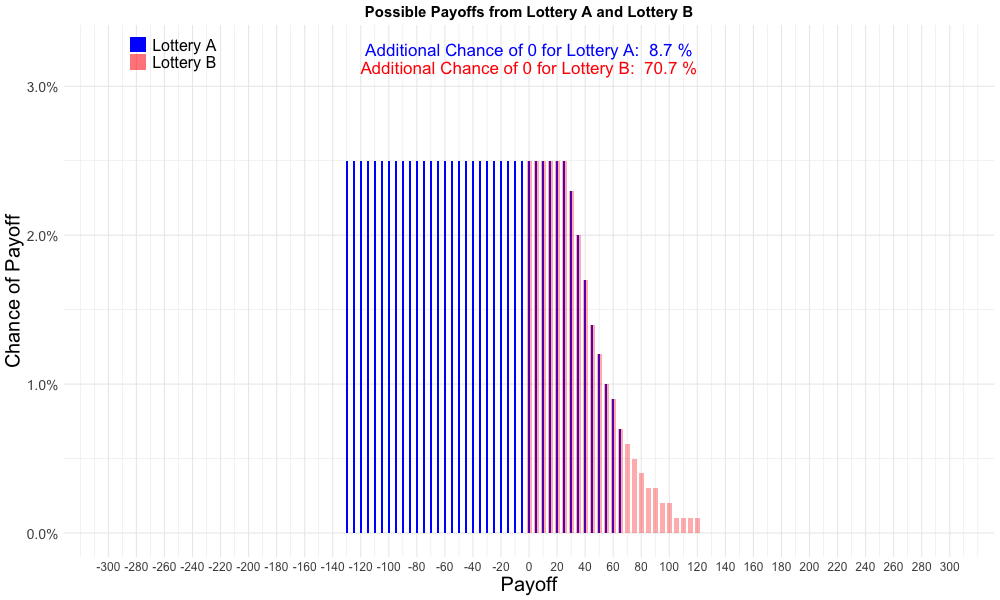 Possible Payoffs from Lottery A and Lottery B
Lottery A
Lottery B
Additional Chance of 0 for Lottery A:  8.7 %
Additional Chance of 0 for Lottery B:  70.7 %
Chance of Payoff
3.0%
2.0%
1.0%
0.0%
-300 -280 -260 -240 -220 -200 -180 -160 -140 -120 -100 -80 -60 -40 -20 0 20 40 60 80 100 120 140 160 180 200 220 240 260 280 300
Payoff